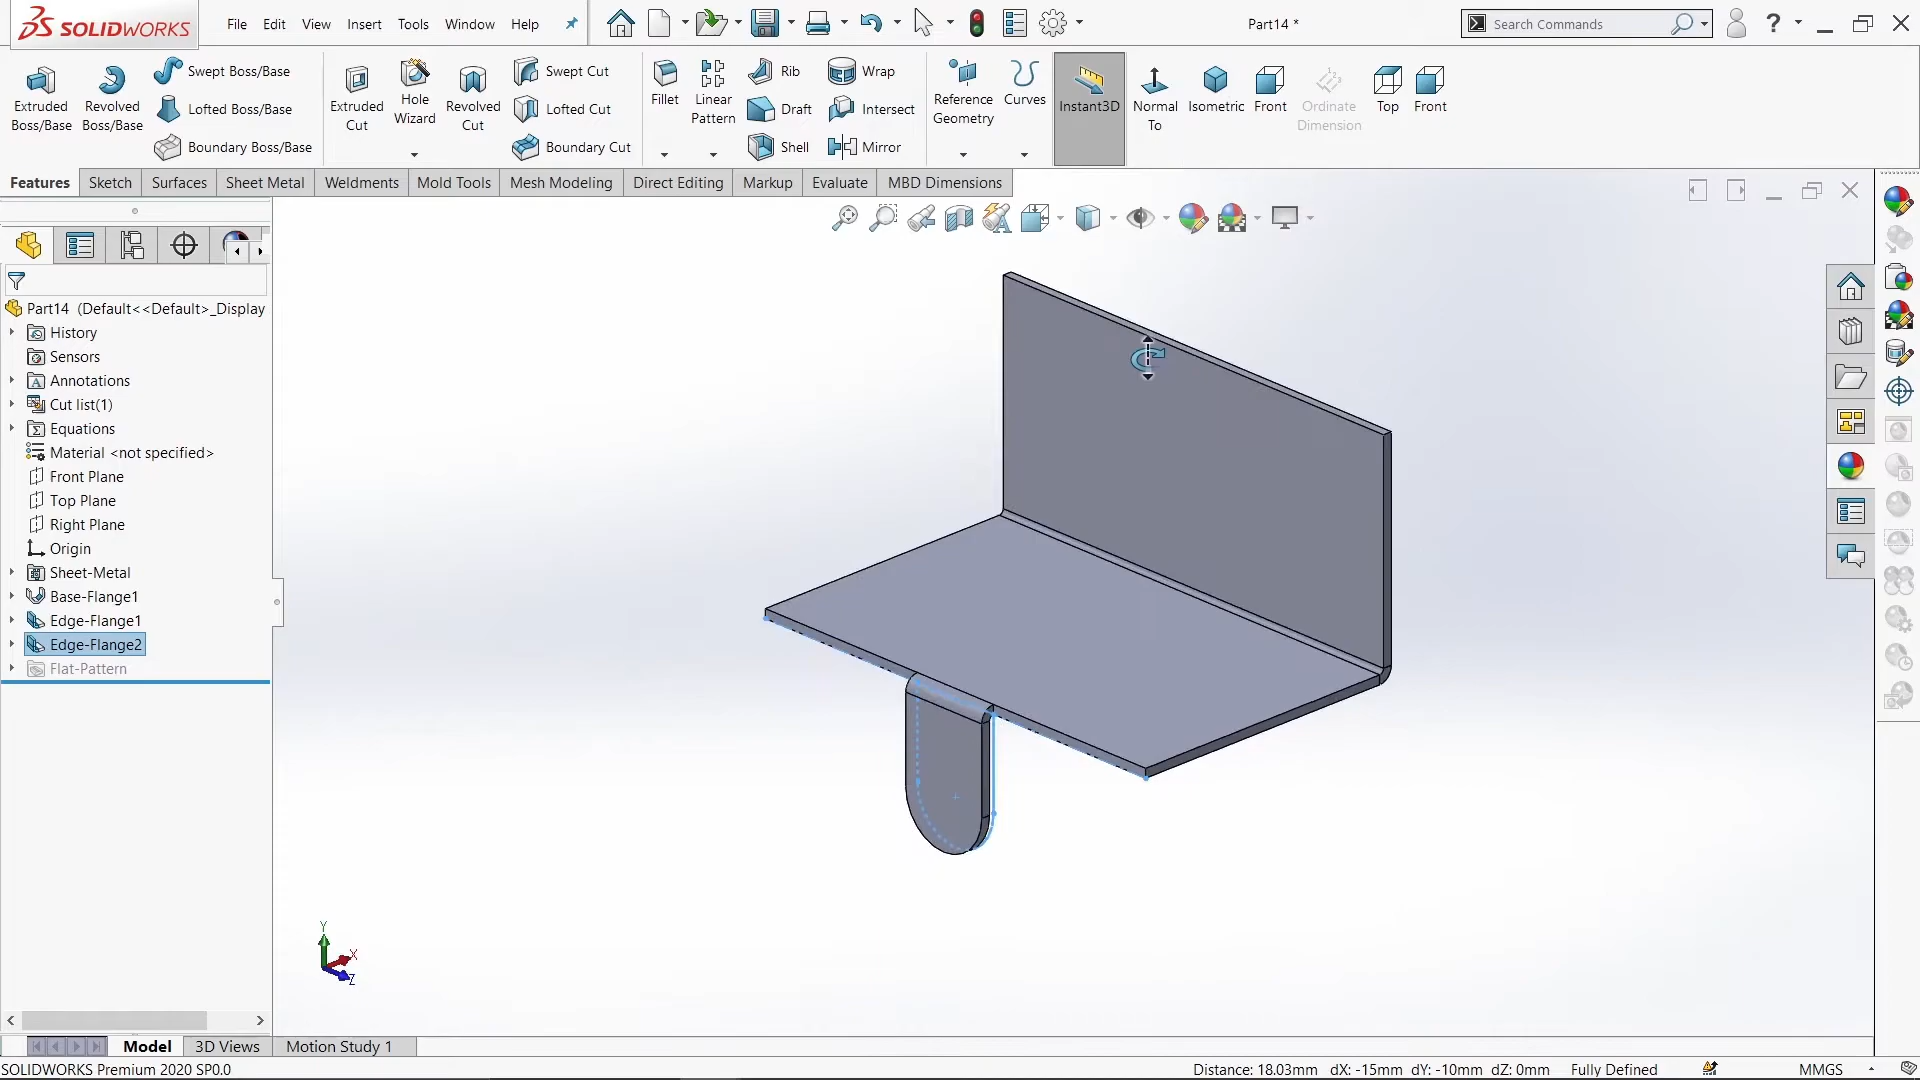 SOLIDWORKS File Edit View Insert Tools Window Help Part14 * Search Commands ?
Extruded Boss/Base
Revolved Boss/Base
Swept Boss/Base
Lofted Boss/Base
Boundary Boss/Base
Extruded Cut
Hole Wizard
Revolved Cut
Swept Cut
Lofted Cut
Boundary Cut
Fillet
Linear Pattern
Rib
Draft
Shell
Wrap
Intersect
Mirror
Reference Geometry
Curves
Instant3D
Normal To
Isometric
Front
Ordinate Dimension
Top
Front
Features Sketch Surfaces Sheet Metal Weldments Mold Tools Mesh Modeling Direct Editing Markup Evaluate MBD Dimensions
Part14 (Default<<Default>_Display
History
Sensors
Annotations
Cut list(1)
Equations
Material <not specified>
Front Plane
Top Plane
Right Plane
Origin
Sheet-Metal
Base-Flange1
Edge-Flange1
Edge-Flange2
Flat-Pattern
Y
X
Z
Model 3D Views Motion Study 1
SOLIDWORKS Premium 2020 SP0.0 Distance: 18.03mm dX: -15mm dY: -10mm dZ: 0mm Fully Defined MMGS